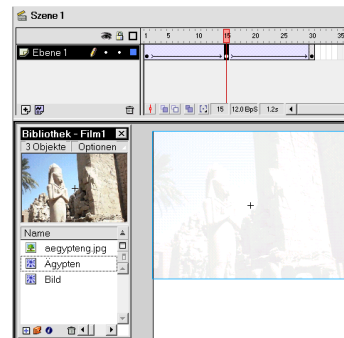 Szene 1
1 5 10 15 20 25 30 35
Ebene 1
15 12.0 BpS 1.2s
Bibliothek - Film1
3 Objekte Optionen
Name
aegypteng.jpg
Ägypten
Bild